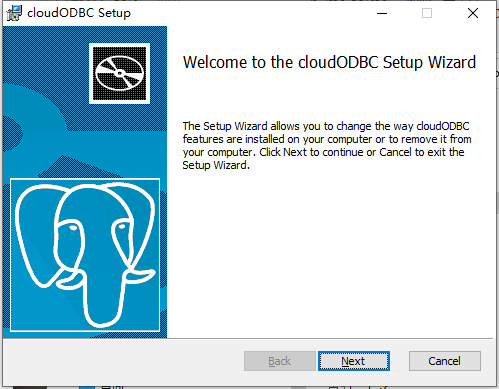 cloudODBC Setup
Welcome to the cloudODBC Setup Wizard
The Setup Wizard allows you to change the way cloudODBC
features are installed on your computer or to remove it from
your computer. Click Next to continue or Cancel to exit the
Setup Wizard.
Back
Next
Cancel